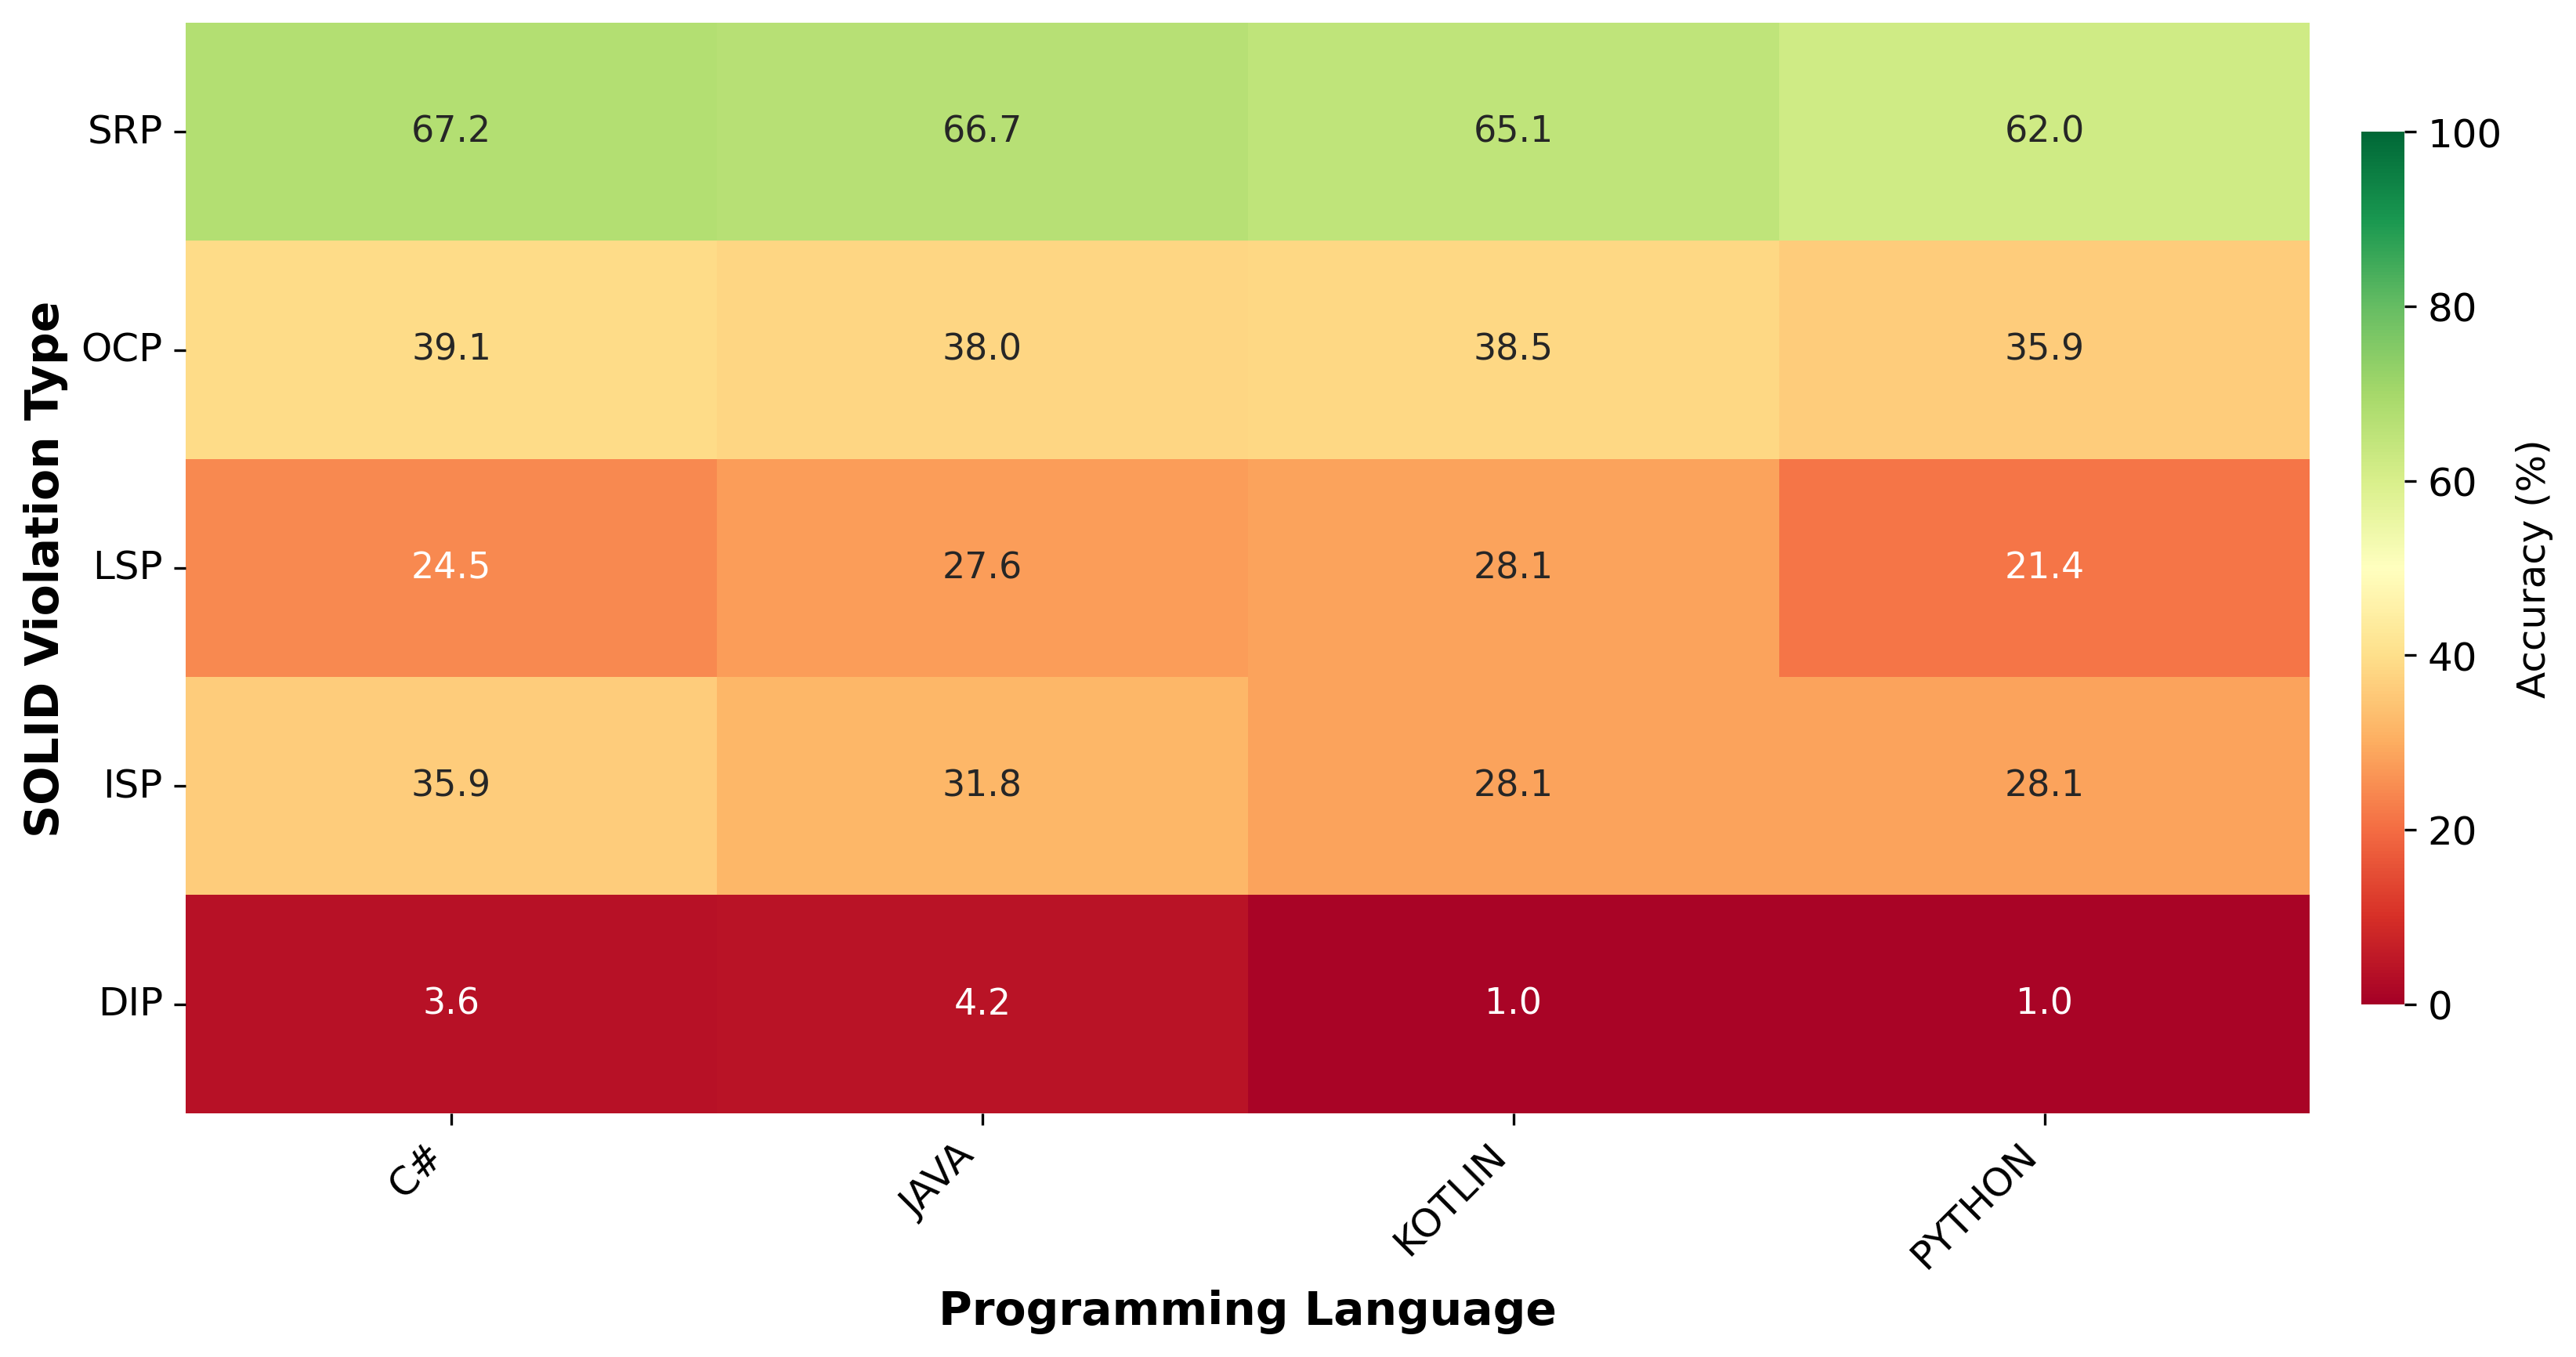 SOLID Violation Type
SRP 67.2 66.7 65.1 62.0
OCP 39.1 38.0 38.5 35.9
LSP 24.5 27.6 28.1 21.4
ISP 35.9 31.8 28.1 28.1
DIP 3.6 4.2 1.0 1.0
C# JAVA KOTLIN PYTHON
Programming Language
100
80
60
40
20
0
Accuracy (%)